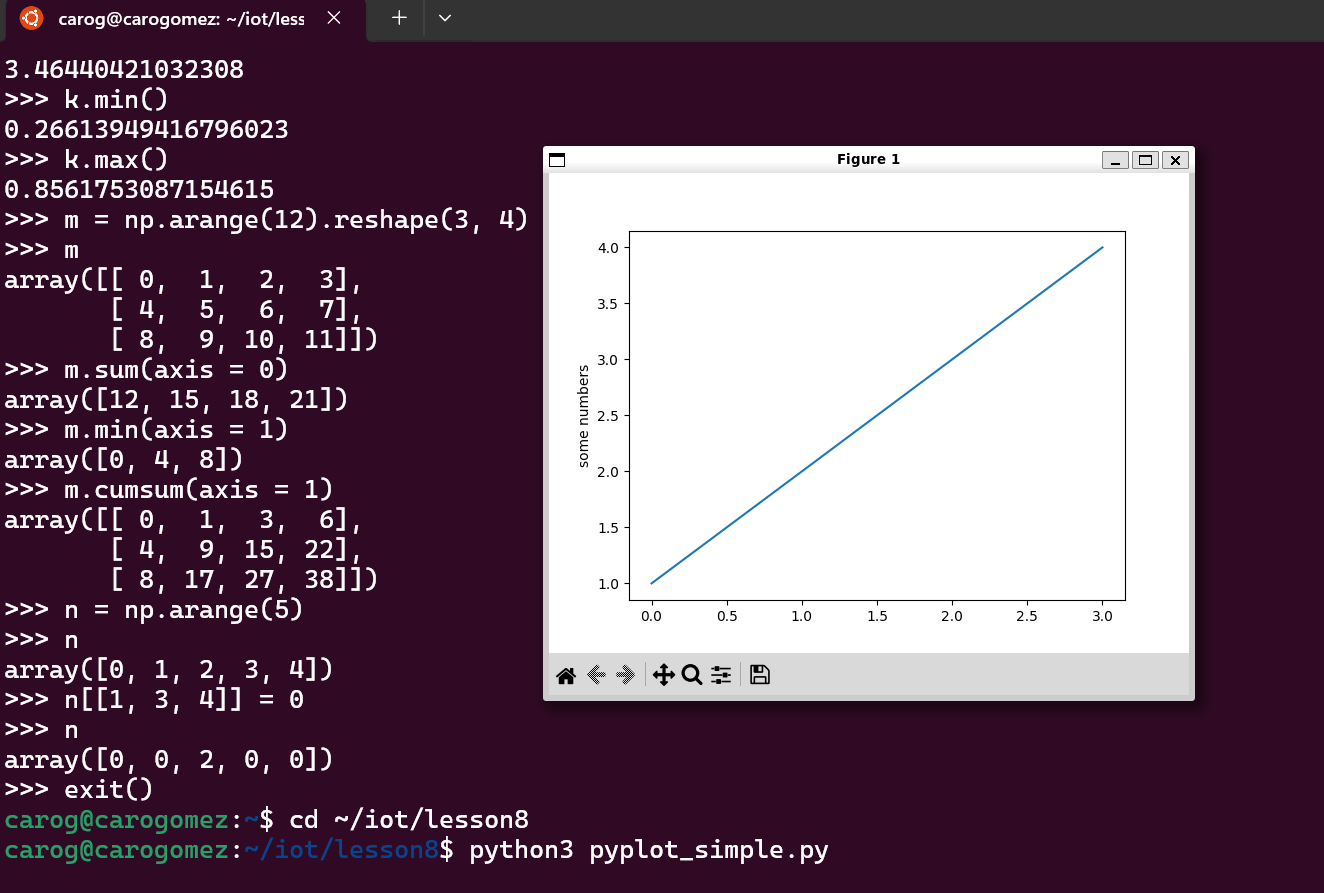 carog@carogomez: ~/iot/less
3.46440421032308
>>> k.min()
0.26613949416796023
>>> k.max()
0.8561753087154615
>>> m = np.arange(12).reshape(3, 4)
>>> m
array([[ 0,  1,  2,  3],
       [ 4,  5,  6,  7],
       [ 8,  9, 10, 11]])
>>> m.sum(axis = 0)
array([12, 15, 18, 21])
>>> m.min(axis = 1)
array([0, 4, 8])
>>> m.cumsum(axis = 1)
array([[ 0,  1,  3,  6],
       [ 4,  9, 15, 22],
       [ 8, 17, 27, 38]])
>>> n = np.arange(5)
>>> n
array([0, 1, 2, 3, 4])
>>> n[[1, 3, 4]] = 0
>>> n
array([0, 0, 2, 0, 0])
>>> exit()
carog@carogomez:~$ cd ~/iot/lesson8
carog@carogomez:~/iot/lesson8$ python3 pyplot_simple.py
Figure 1
some numbers
4.0
3.5
3.0
2.5
2.0
1.5
1.0
0.0 0.5 1.0 1.5 2.0 2.5 3.0